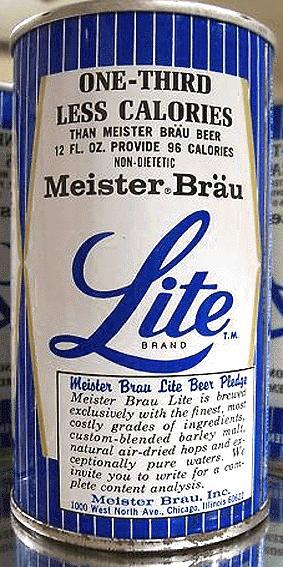 ONE-THIRD
LESS CALORIES
THAN MEISTER BRÄU BEER
12 FL. OZ. PROVIDE 96 CALORIES
NON-DIETETIC
Meister®Bräu
Lite T.M.
BRAND
Meister Brau Lite Beer Pledge
Meister Brau Lite is brewed
exclusively with the finest, most
costly grades of ingredients,
custom-blended barley malt,
natural air-dried hops and ex-
ceptionally pure waters. We
invite you to write for a com-
plete content analysis.
Meister Brau, Inc.
1000 West North Ave., Chicago, Illinois 60622